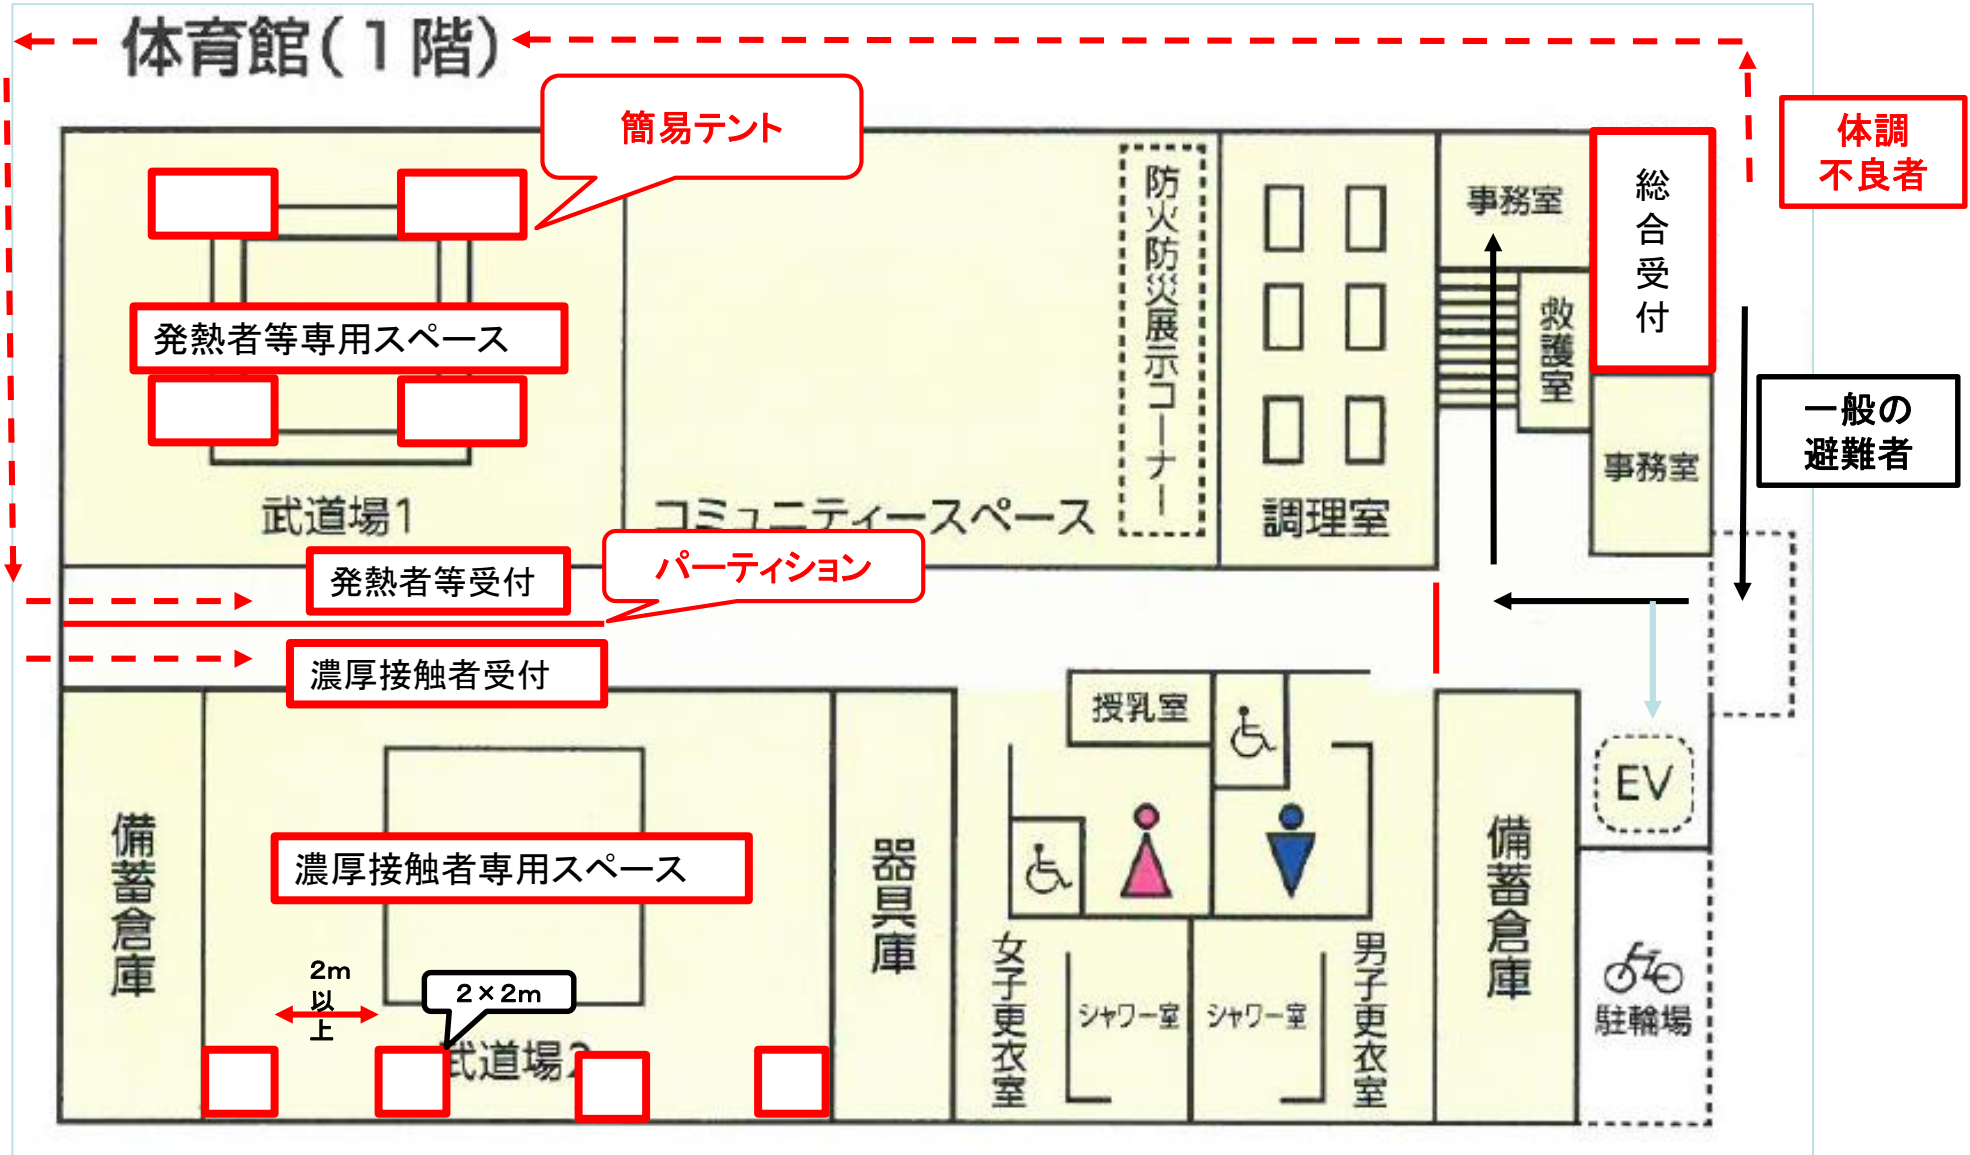 体育館(1階)
簡易テント
体調
不良者
総合受付
事務室
防火防災展示コーナー
救護室
発熱者等専用スペース
一般の
避難者
事務室
武道場1
コミュニティースペース
調理室
発熱者等受付
パーティション
濃厚接触者受付
授乳室
EV
備蓄倉庫
濃厚接触者専用スペース
器具庫
備蓄倉庫
女子更衣室
男子更衣室
2m
以
上
2×2m
シャワー室
シャワー室
駐輪場
武道場2